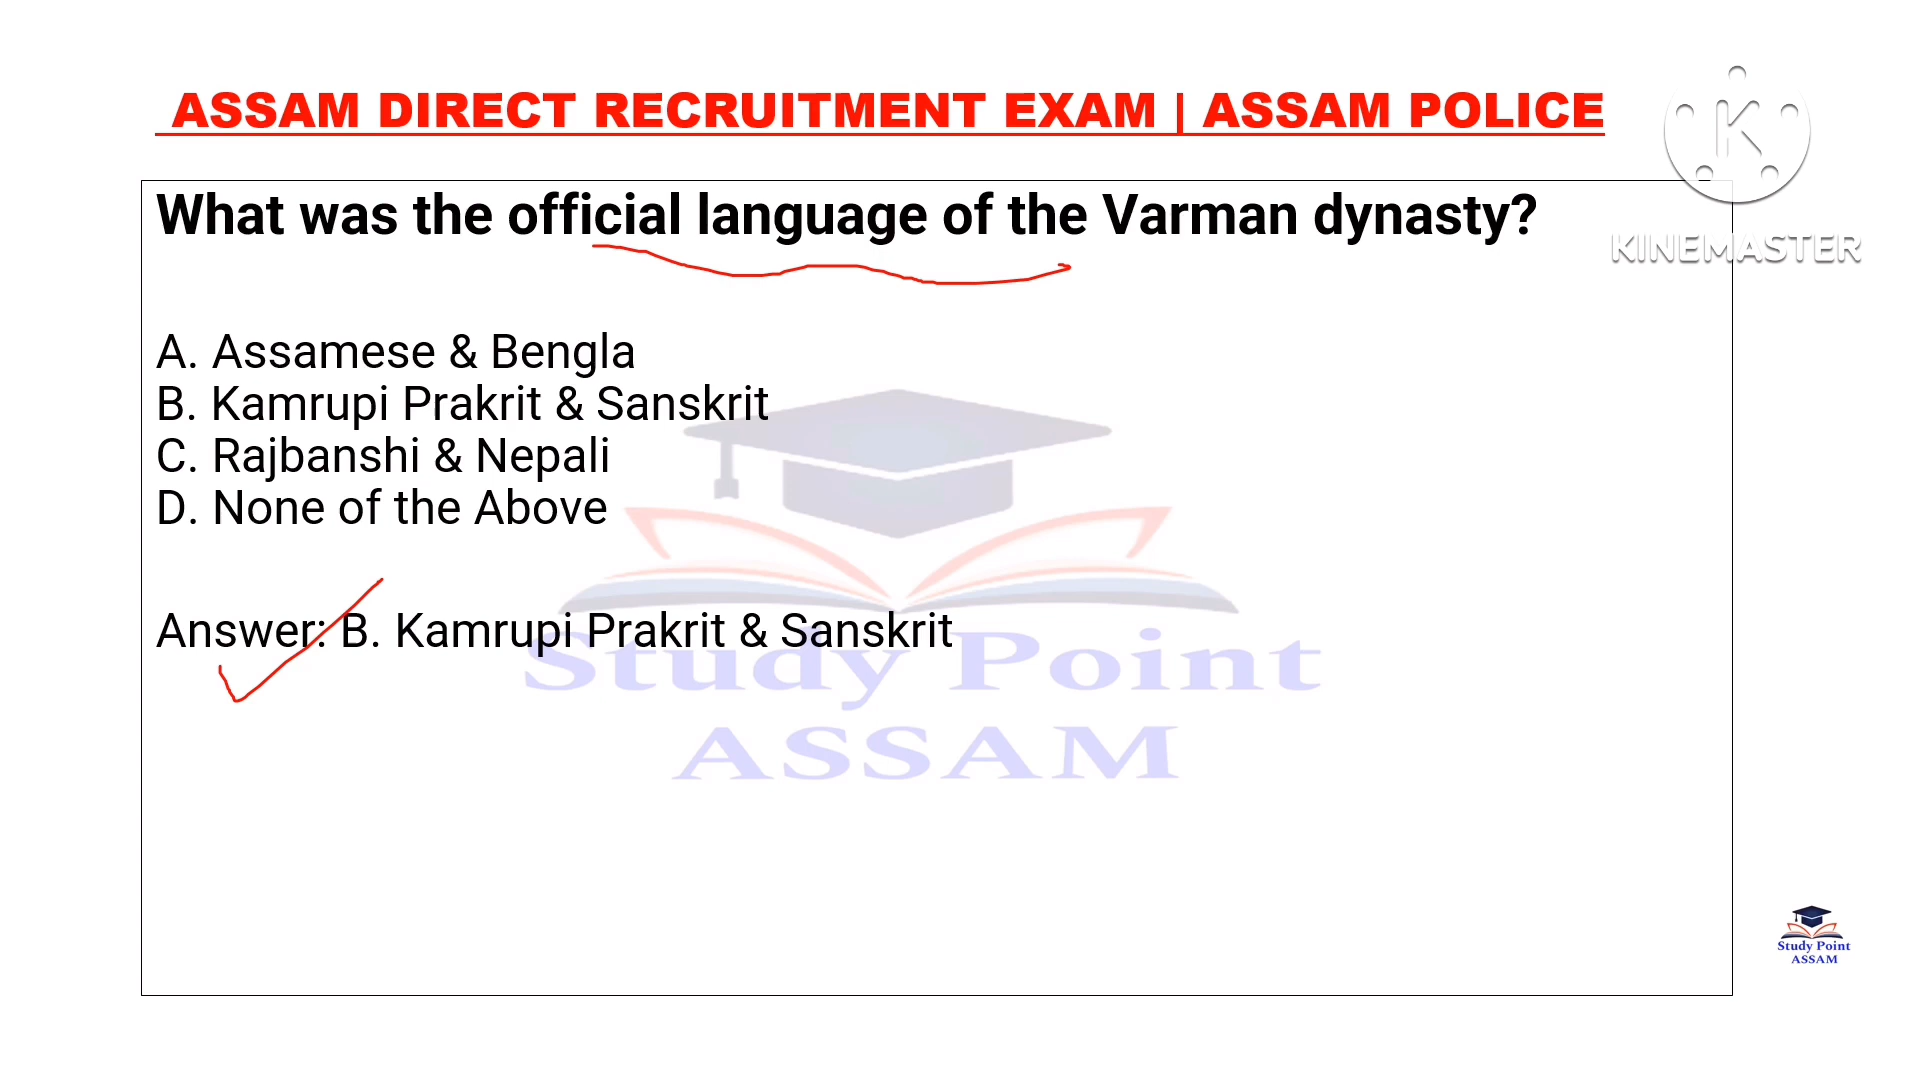 ASSAM DIRECT RECRUITMENT EXAM | ASSAM POLICE
K
KINEMASTER
What was the official language of the Varman dynasty?
A. Assamese & Bengla
B. Kamrupi Prakrit & Sanskrit
C. Rajbanshi & Nepali
D. None of the Above
Answer: B. Kamrupi Prakrit & Sanskrit
Study Point
ASSAM
Study Point
ASSAM